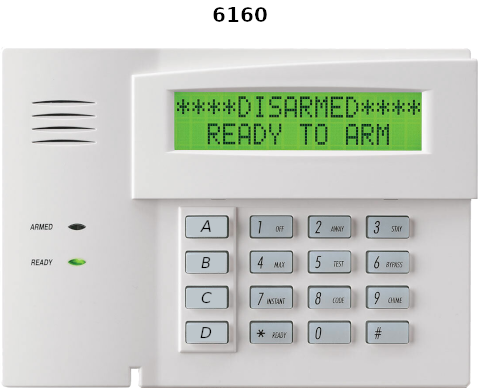 6160
****DISARMED****
READY TO ARM
ARMED
READY
A
1 OFF
2 AWAY
3 STAY
B
4 MAX
5 TEST
6 BYPASS
C
7 INSTANT
8 CODE
9 CHIME
D
* READY
0
#